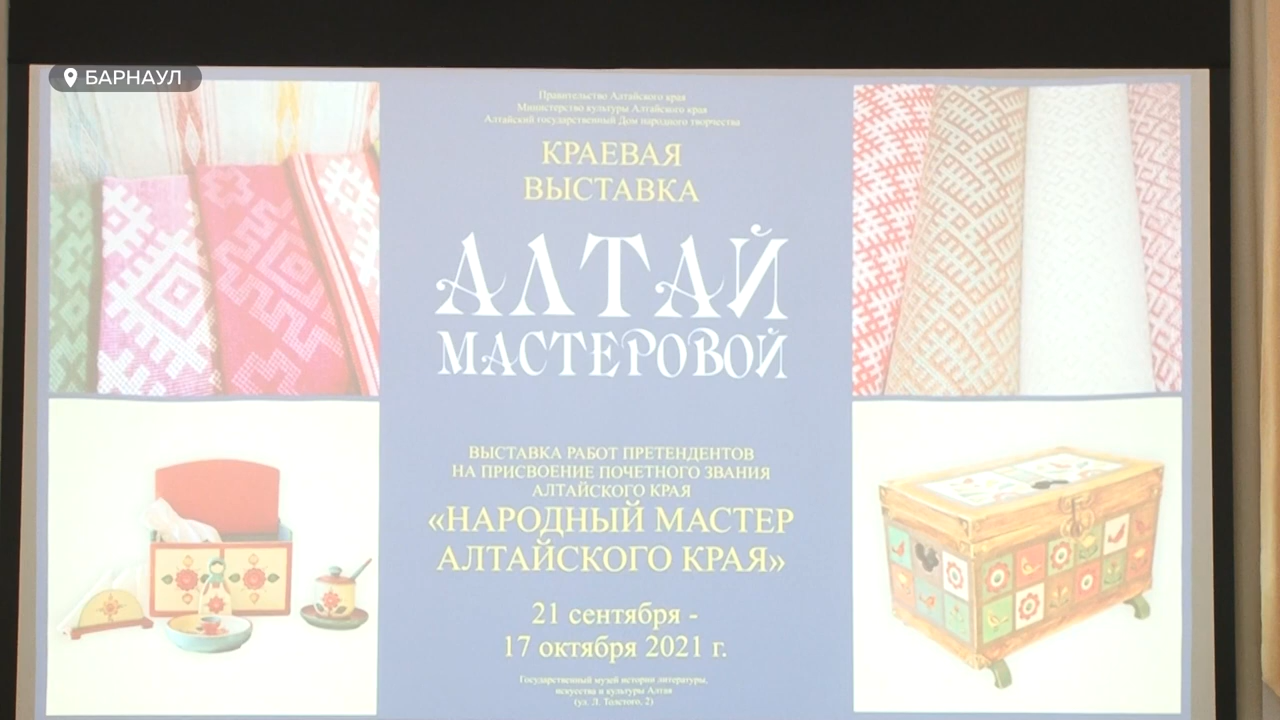 БАРНАУЛ
Правительство Алтайского края
Министерство культуры Алтайского края
Алтайский государственный Дом народного творчества
КРАЕВАЯ
ВЫСТАВКА
АЛТАЙ
МАСТЕРОВОЙ
ВЫСТАВКА РАБОТ ПРЕТЕНДЕНТОВ
НА ПРИСВОЕНИЕ ПОЧЕТНОГО ЗВАНИЯ
АЛТАЙСКОГО КРАЯ
«НАРОДНЫЙ МАСТЕР
АЛТАЙСКОГО КРАЯ»
21 сентября -
17 октября 2021 г.
Государственный музей истории литературы,
искусства и культуры Алтая
(ул. Л. Толстого, 2)